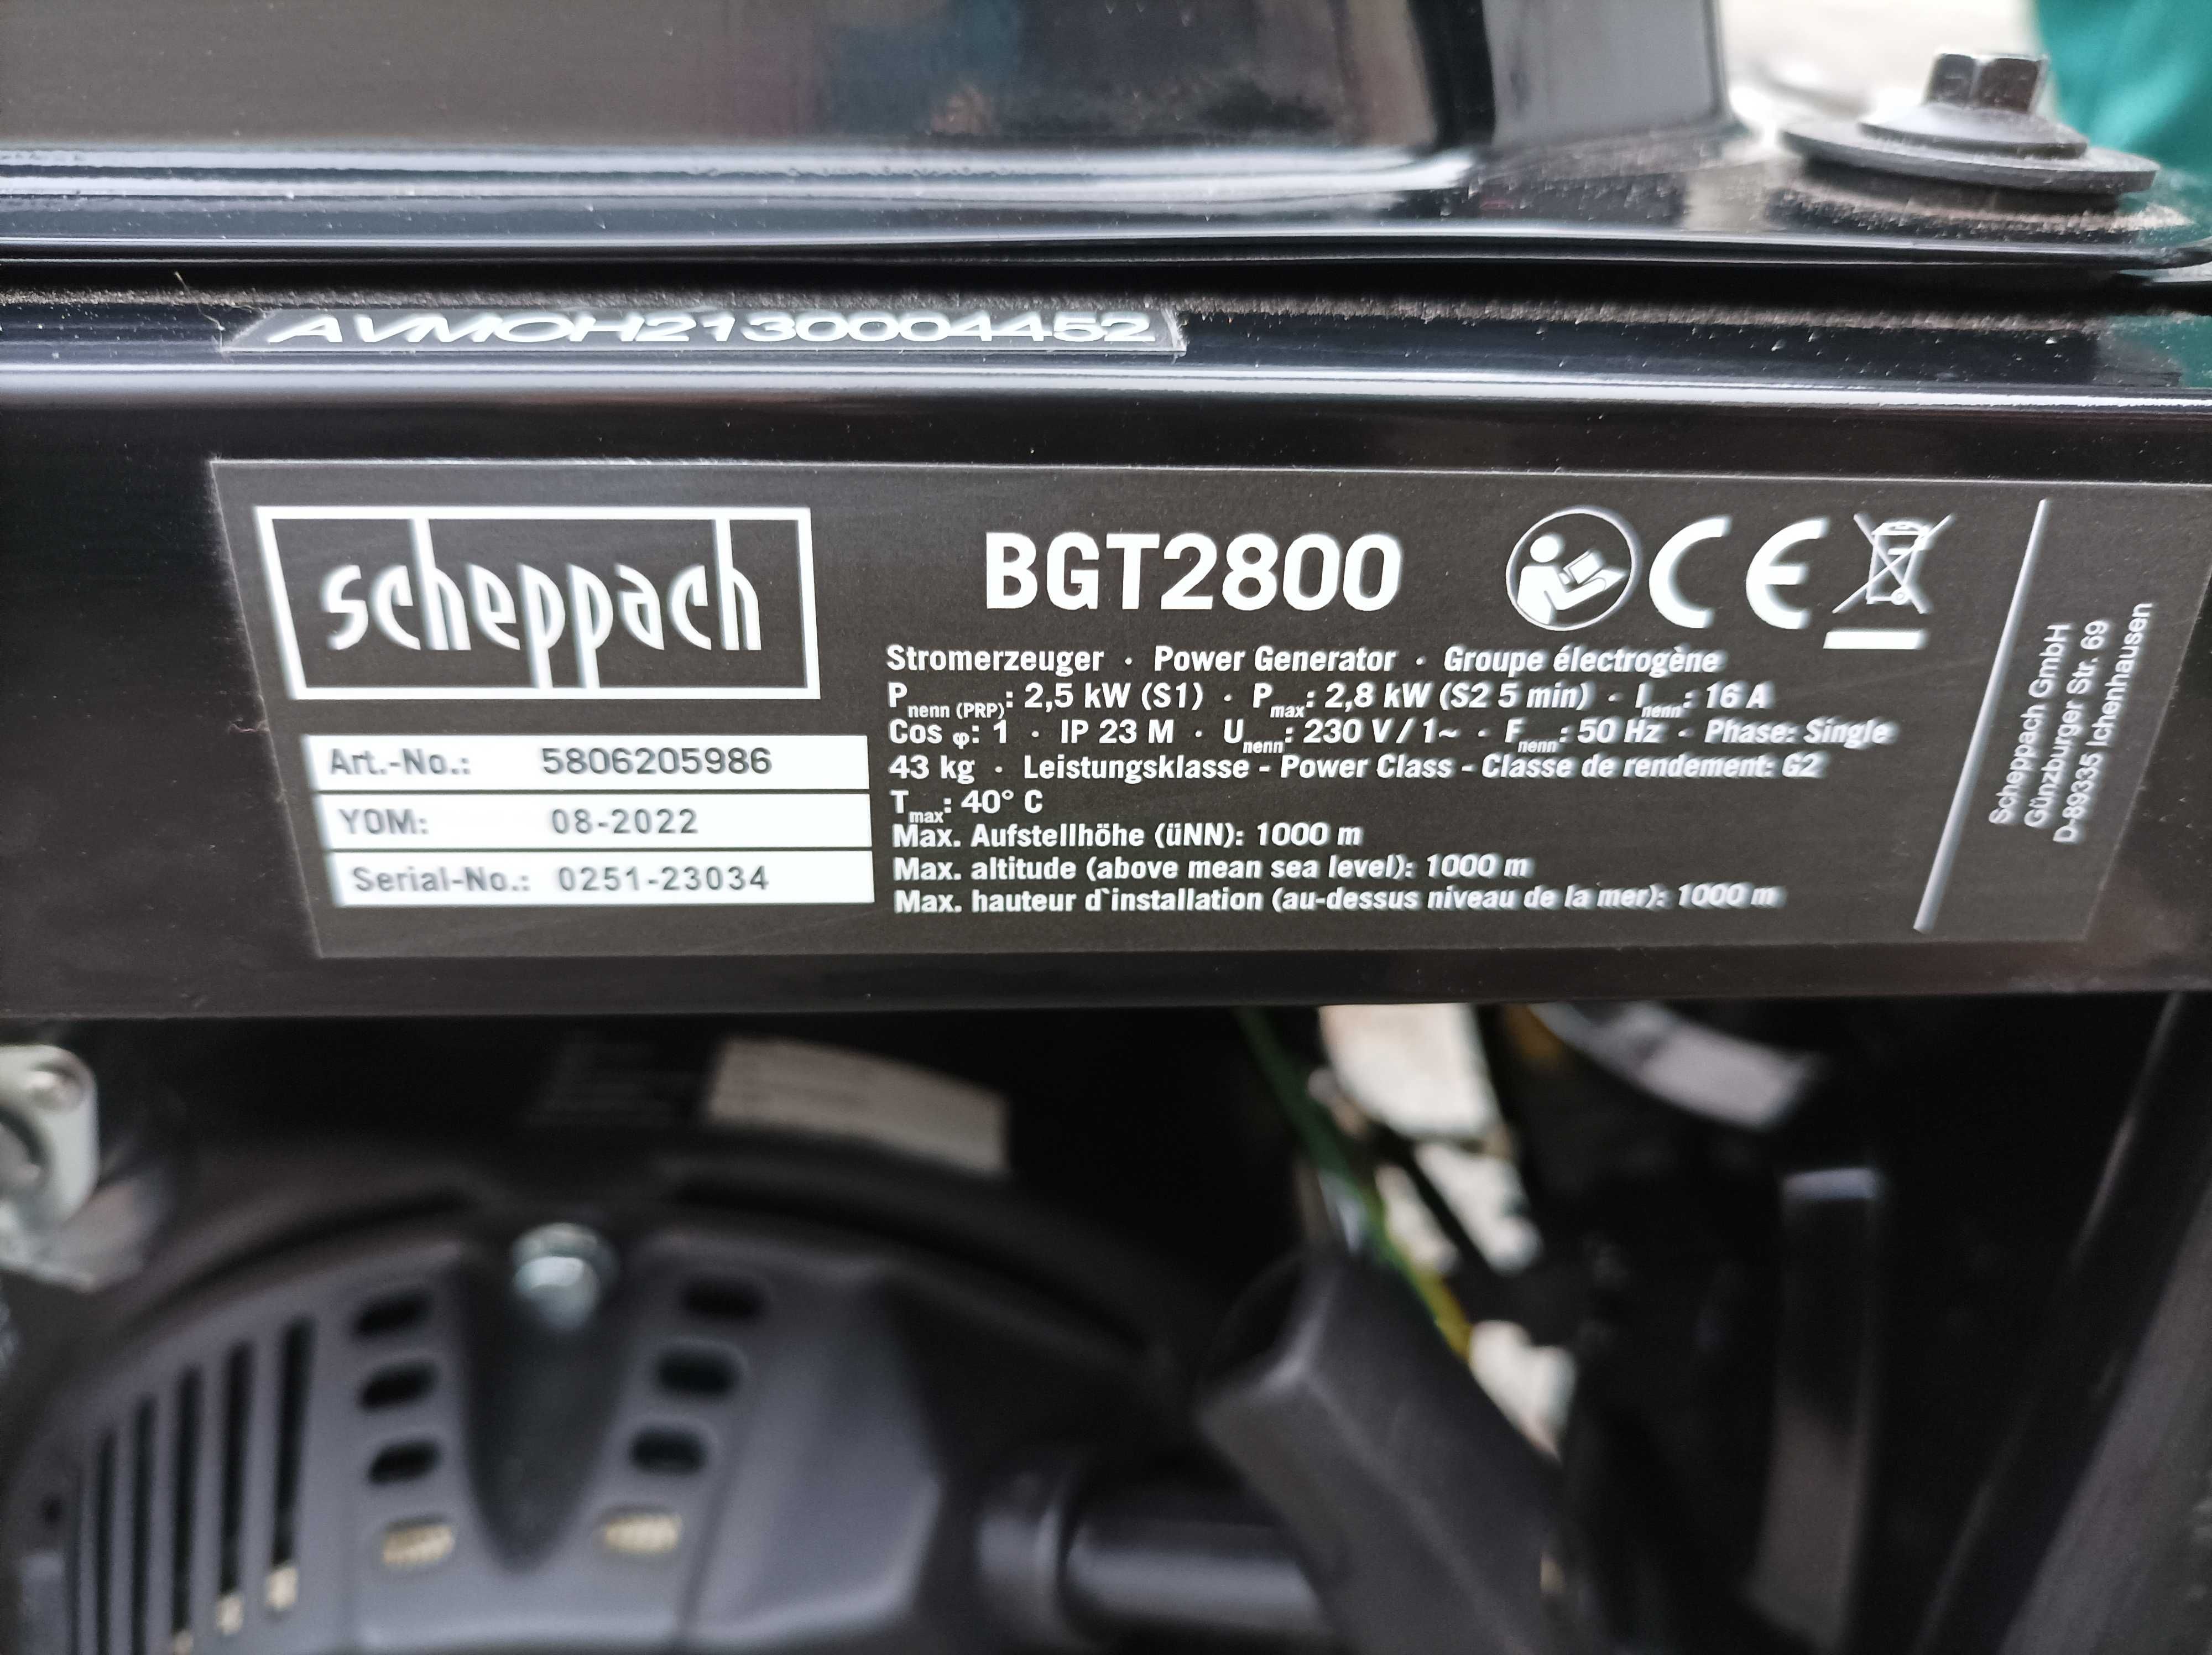 AVMOH2130004452
scheppach
BGT2800
CE
Stromerzeuger · Power Generator · Groupe électrogène
Pnenn (PRP): 2,5 kW (S1) · Pmax: 2,8 kW (S2 5 min) · Inenn: 16 A
Cos φ: 1 · IP 23 M · Unenn: 230 V / 1~ · Fnenn: 50 Hz · Phase: Single
43 kg · Leistungsklasse - Power Class - Classe de rendement: G2
Tmax: 40° C
Max. Aufstellhöhe (üNN): 1000 m
Max. altitude (above mean sea level): 1000 m
Max. hauteur d`installation (au-dessus niveau de la mer): 1000 m
Art.-No.: 5806205986
YOM: 08-2022
Serial-No.: 0251-23034
Scheppach GmbH
Günzburger Str. 69
D-89335 Ichenhausen